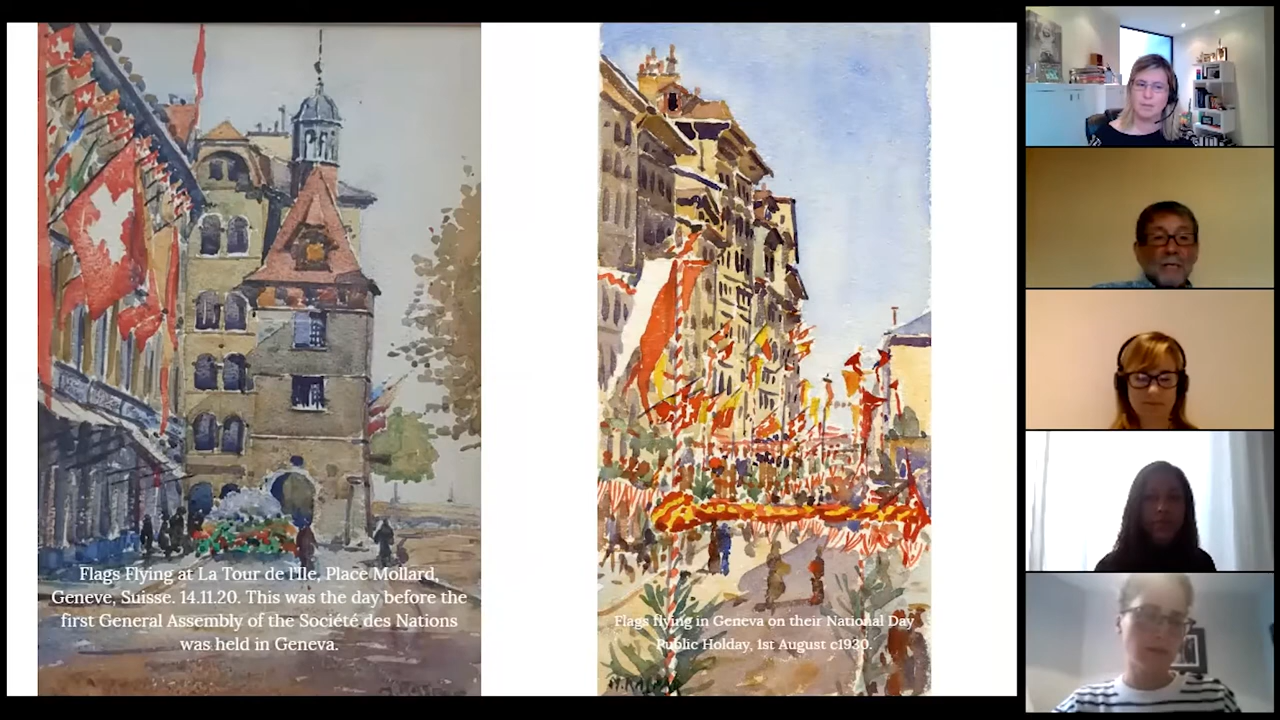 Flags Flying at La Tour de l'Ile, Place Mollard,
Geneve, Suisse. 14.11.20. This was the day before the
first General Assembly of the Société des Nations
was held in Geneva.
Flags flying in Geneva on their National Day
Public Holday, 1st August c1930.